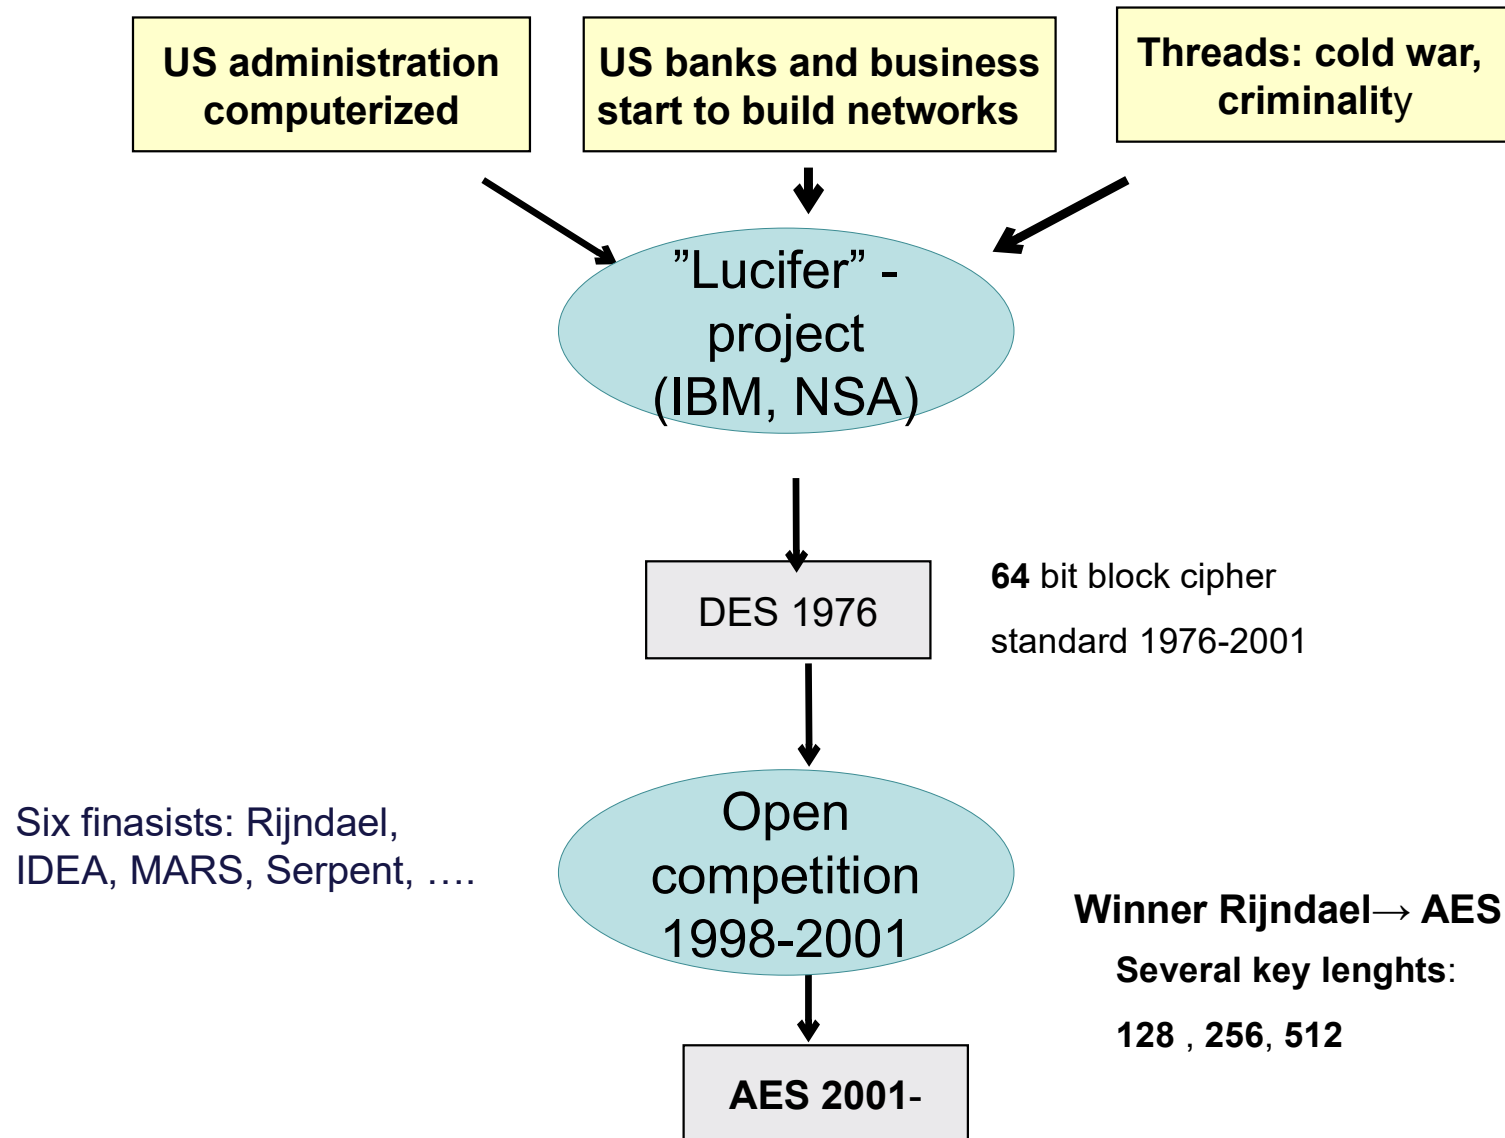 US administration
computerized
US banks and business
start to build networks
Threads: cold war,
criminality
”Lucifer” -
project
(IBM, NSA)
DES 1976
64 bit block cipher
standard 1976-2001
Six finasists: Rijndael,
IDEA, MARS, Serpent, ….
Open
competition
1998-2001
Winner Rijndael→ AES
Several key lenghts:
128 , 256, 512
AES 2001-